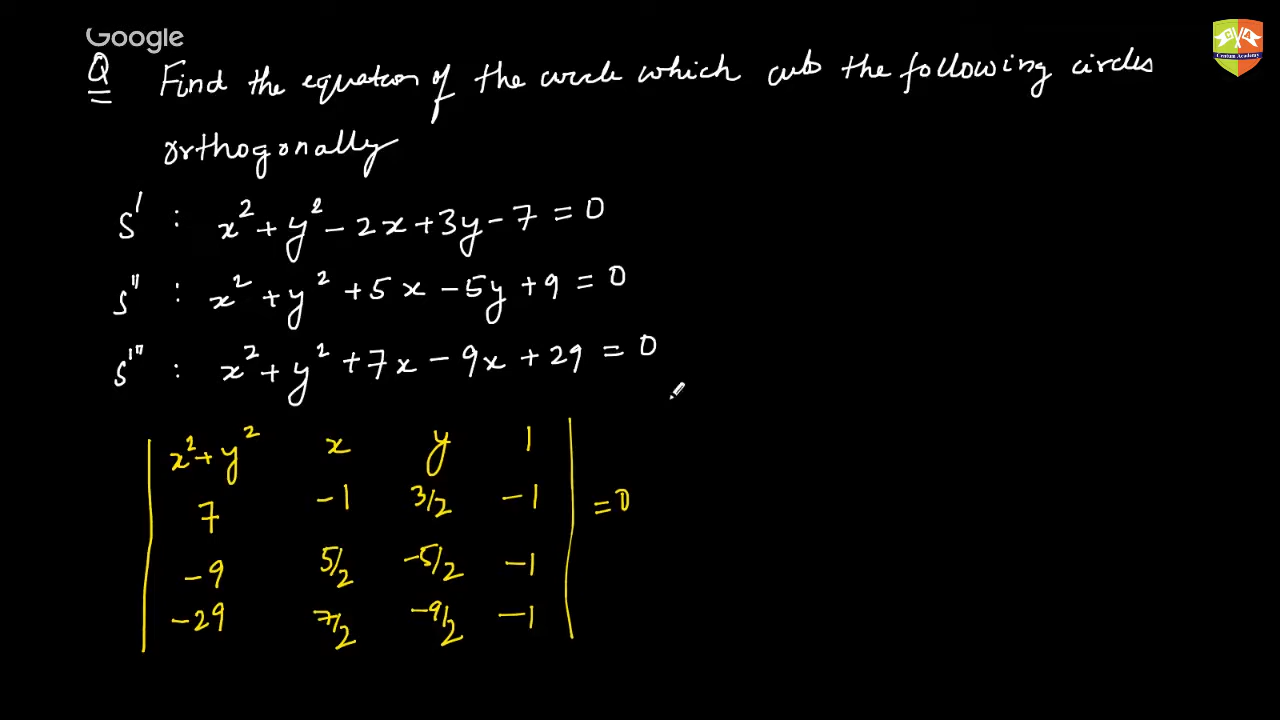 Google
Q Find the equation of the circle which cuts the following circles
orthogonally
S' : x² + y² - 2x + 3y - 7 = 0
S'' : x² + y² + 5x - 5y + 9 = 0
S''' : x² + y² + 7x - 9x + 29 = 0
x² + y² x y 1
7 -1 3/2 -1 = 0
-9 5/2 -5/2 -1
-29 7/2 -9/2 -1
Centum Academy